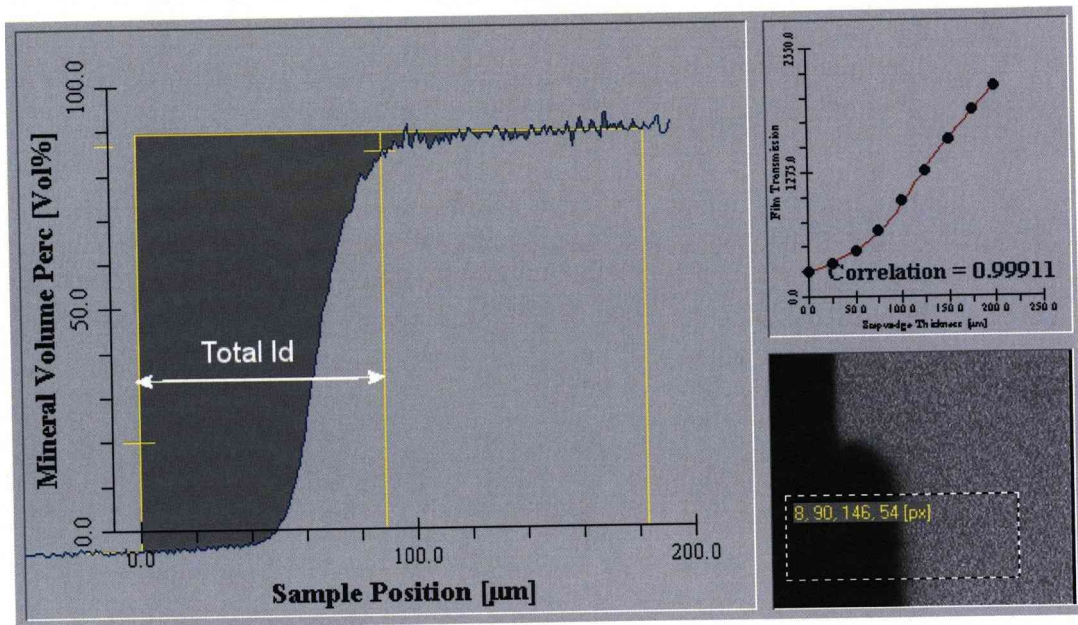 Mineral Volume Perc [Vol%]
100.0
50.0
0.0
Total Id
0.0
100.0
200.0
Sample Position [µm]
Film Transmission
2550.0
1275.0
0.0
Correlation = 0.99911
0.0
50.0
100.0
150.0
200.0
250.0
Stepwedge Thickness [µm]
8, 90, 146, 54 [px]